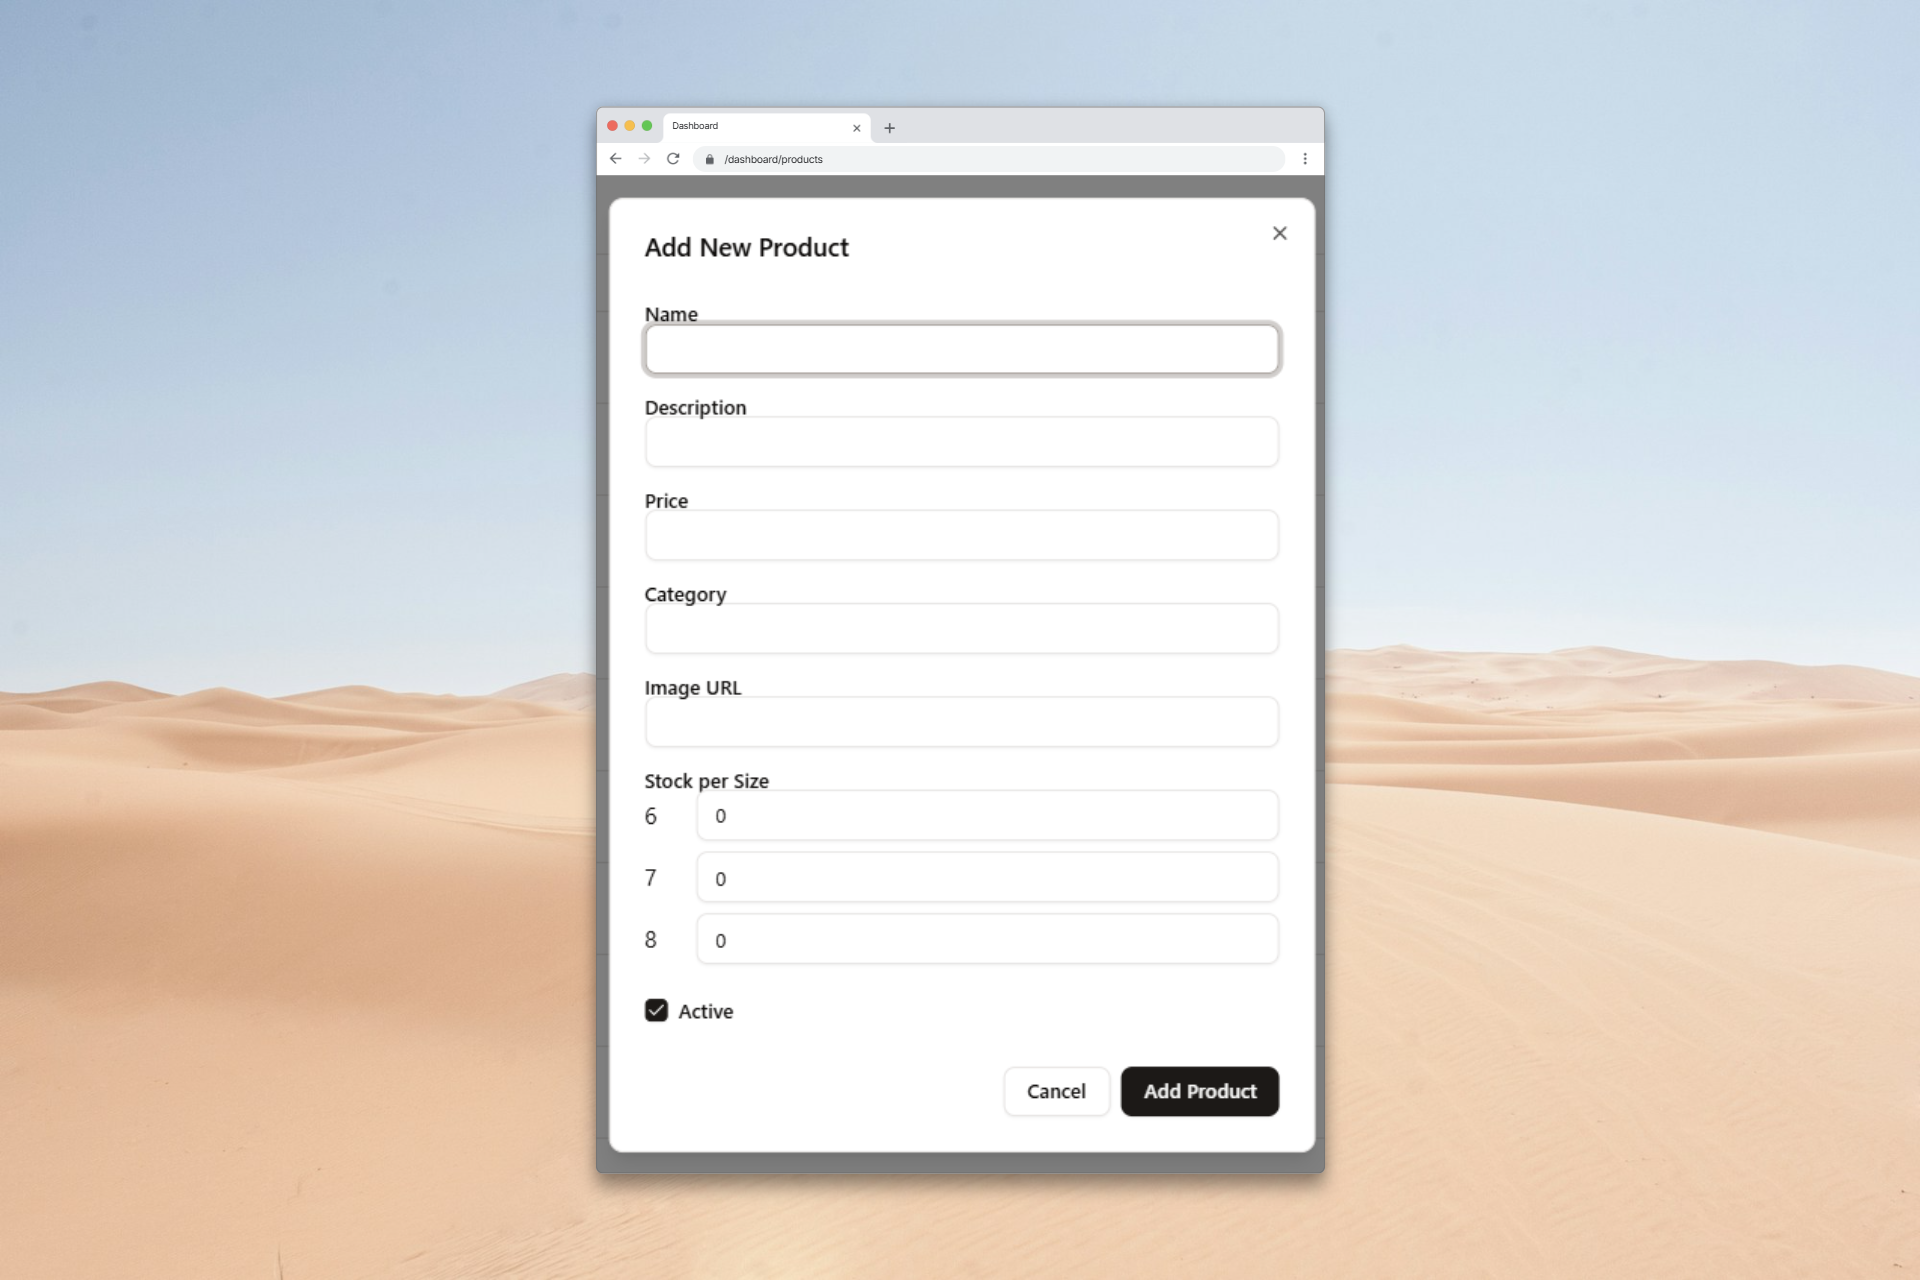 Dashboard
/dashboard/products
Add New Product
Name
Description
Price
Category
Image URL
Stock per Size
6 0
7 0
8 0
Active
Cancel Add Product